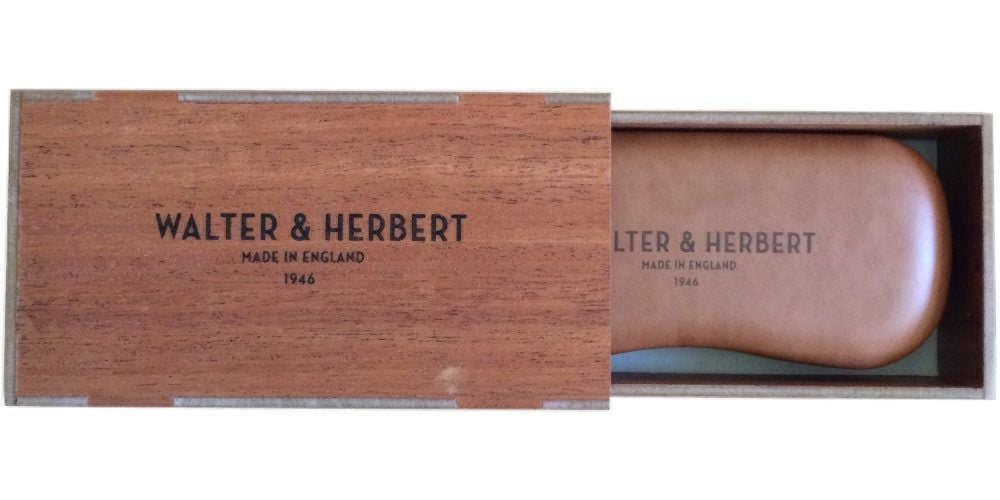 WALTER & HERBERT
MADE IN ENGLAND
1946
LTER & HERBERT
MADE IN ENGLAND
1946